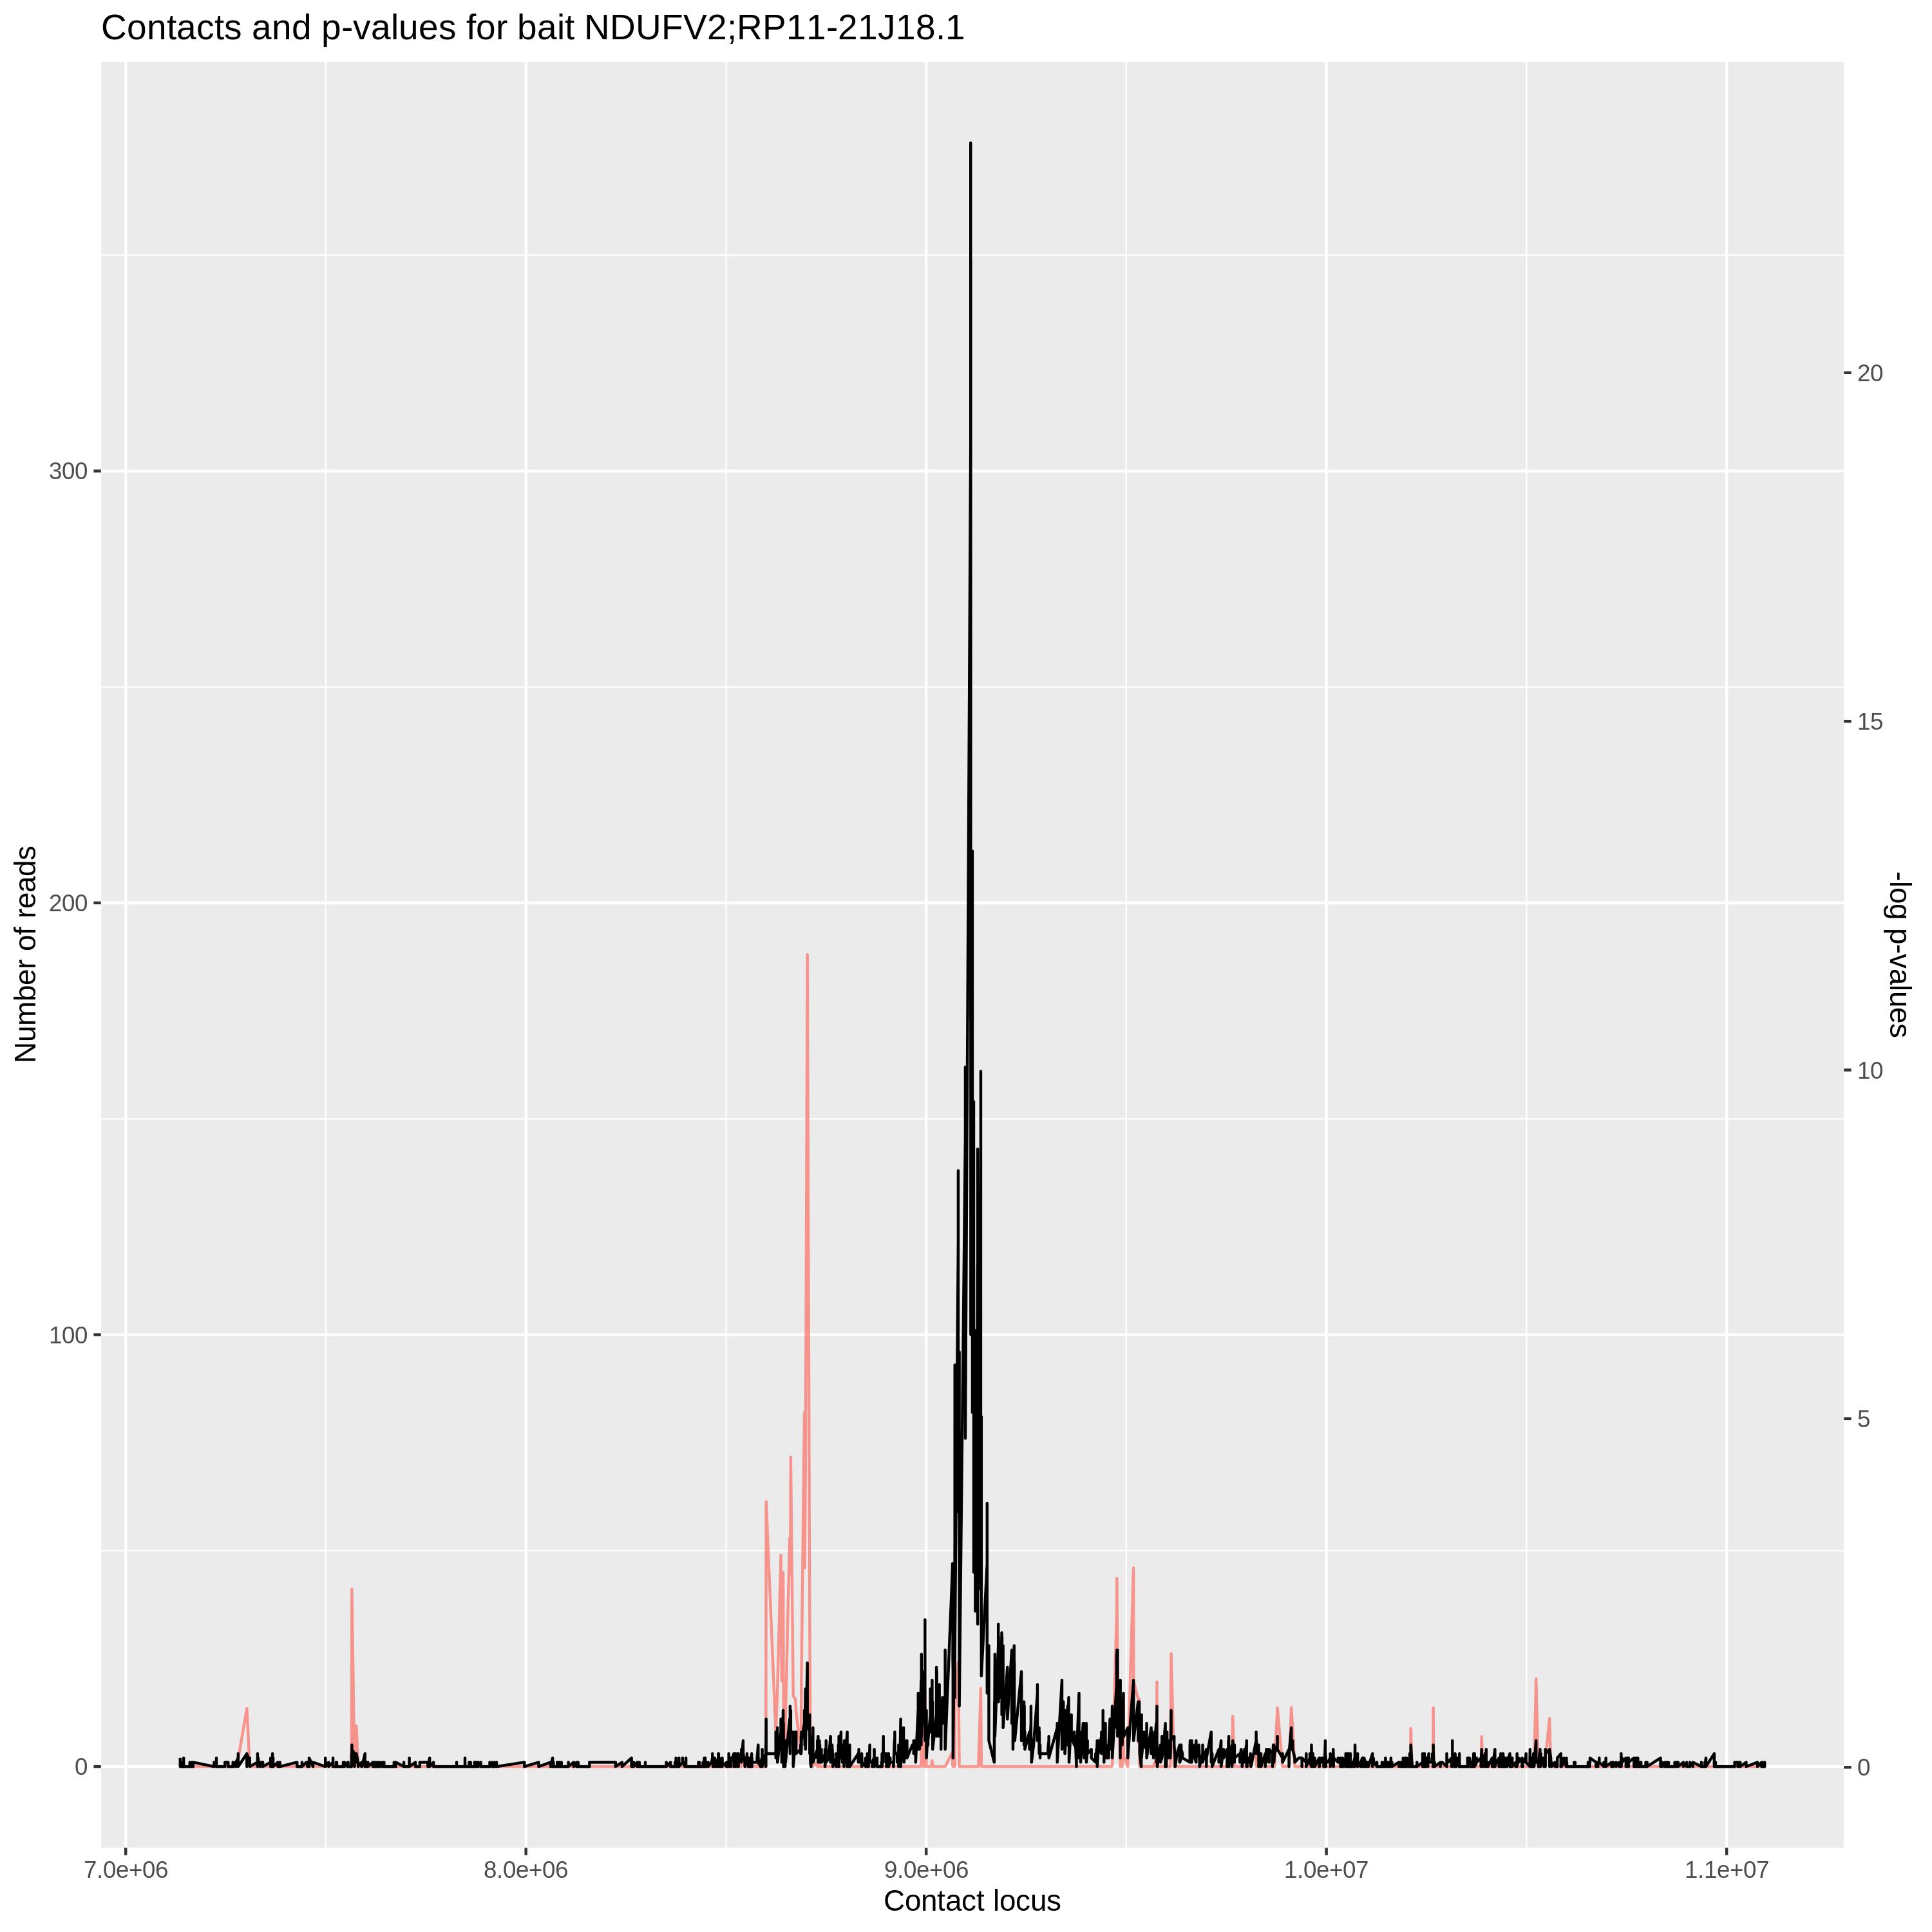 Contacts and p-values for bait NDUFV2;RP11-21J18.1
Number of reads
300
200
100
0
20
15
10
5
0
-log p-values
7.0e+06 8.0e+06 9.0e+06 1.0e+07 1.1e+07
Contact locus